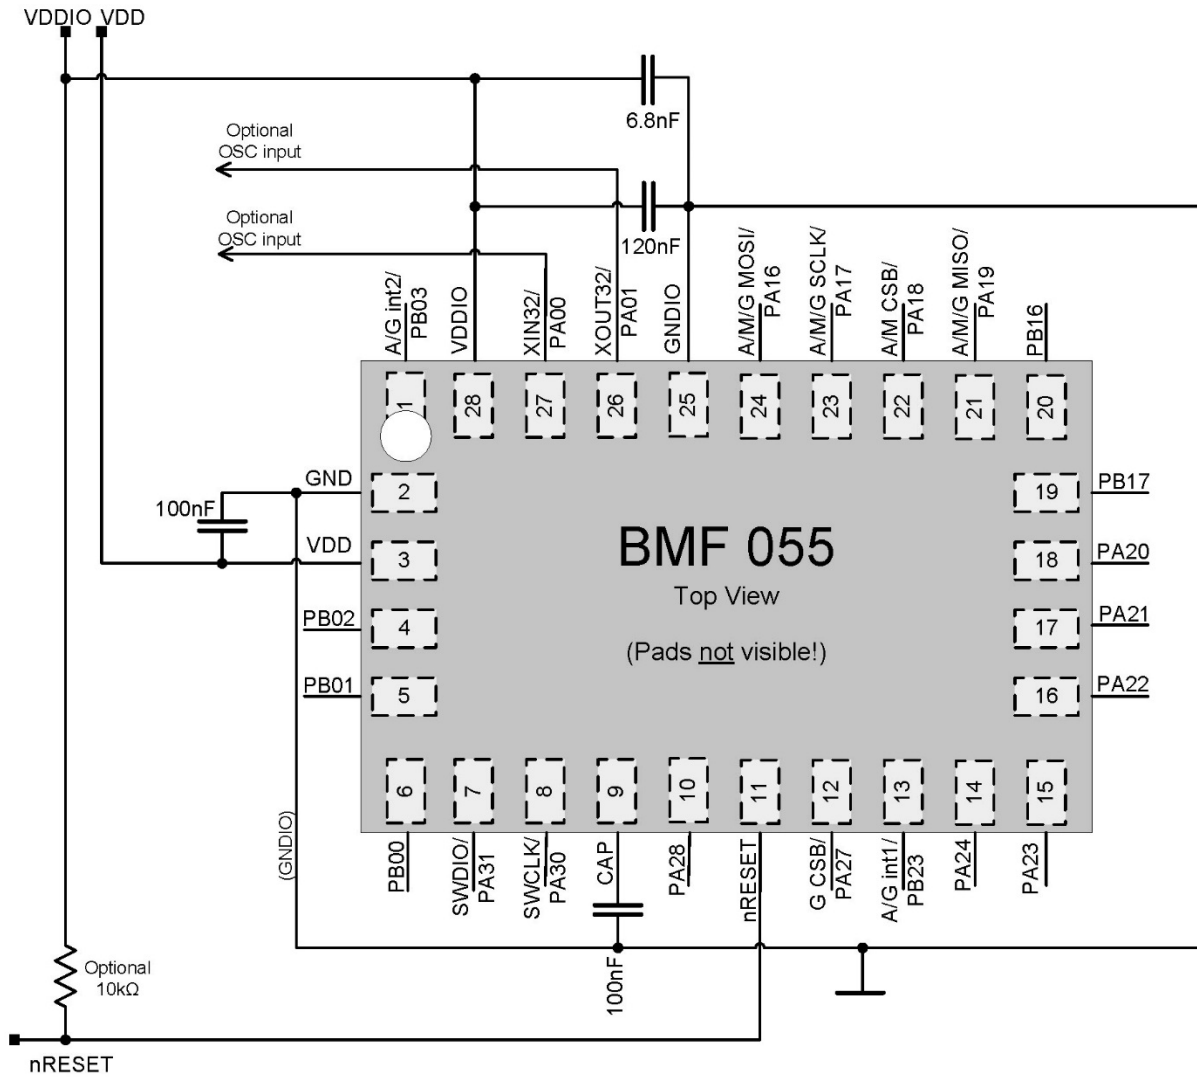 VDDIO VDD
6.8nF
Optional
OSC input
120nF
Optional
OSC input
A/G int2/
PB03
VDDIO
XIN32/
PA00
XOUT32/
PA01
GNDIO
A/M/G MOSI/
PA16
A/M/G SCLK/
PA17
A/M CSB/
PA18
A/M/G MISO/
PA19
PB16
1
28
27
26
25
24
23
22
21
20
GND
2
19
PB17
100nF
VDD
3
18
PA20
PB02
4
17
PA21
PB01
5
16
PA22
BMF 055
Top View
(Pads not visible!)
6
7
8
9
10
11
12
13
14
15
(GNDIO)
PB00
SWDIO/
PA31
SWCLK/
PA30
CAP
PA28
nRESET
G CSB/
PA27
A/G int1/
PB23
PA24
PA23
100nF
Optional
10kΩ
nRESET